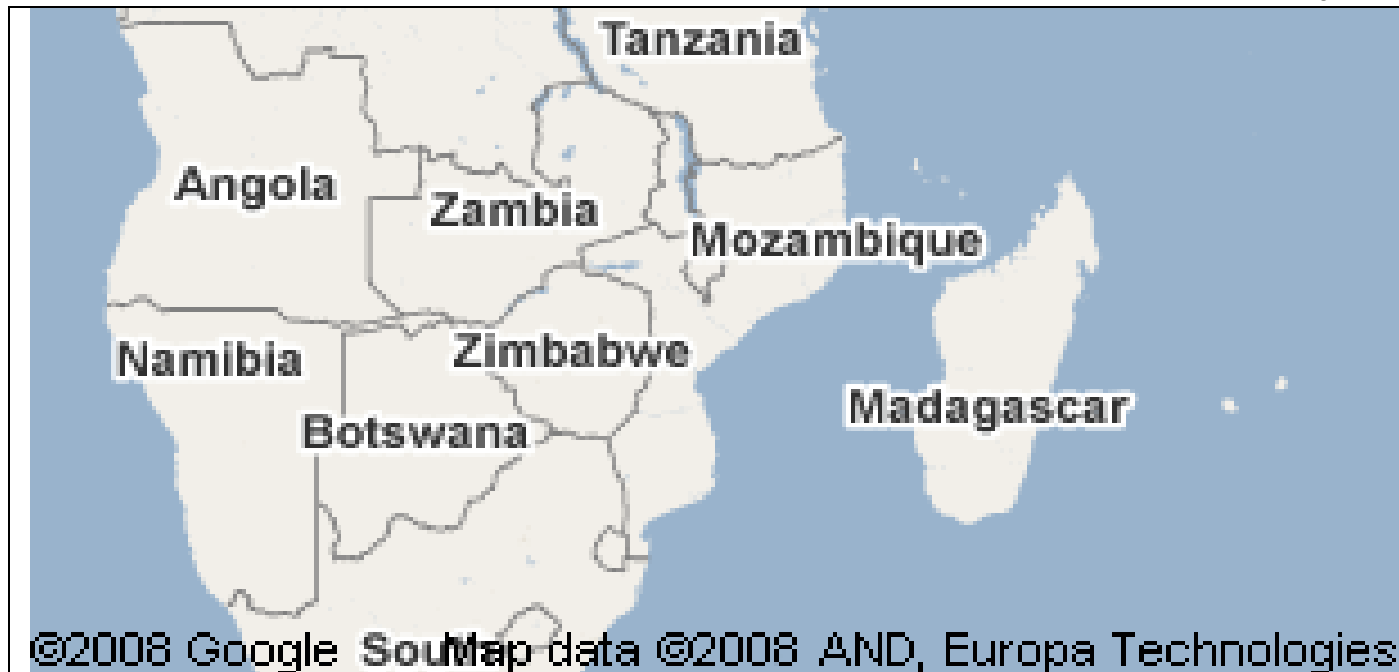 Tanzania
Angola
Zambia
Mozambique
Zimbabwe
Namibia
Madagascar
Botswana
©2008 Google Map data ©2008 AND, Europa Technologies